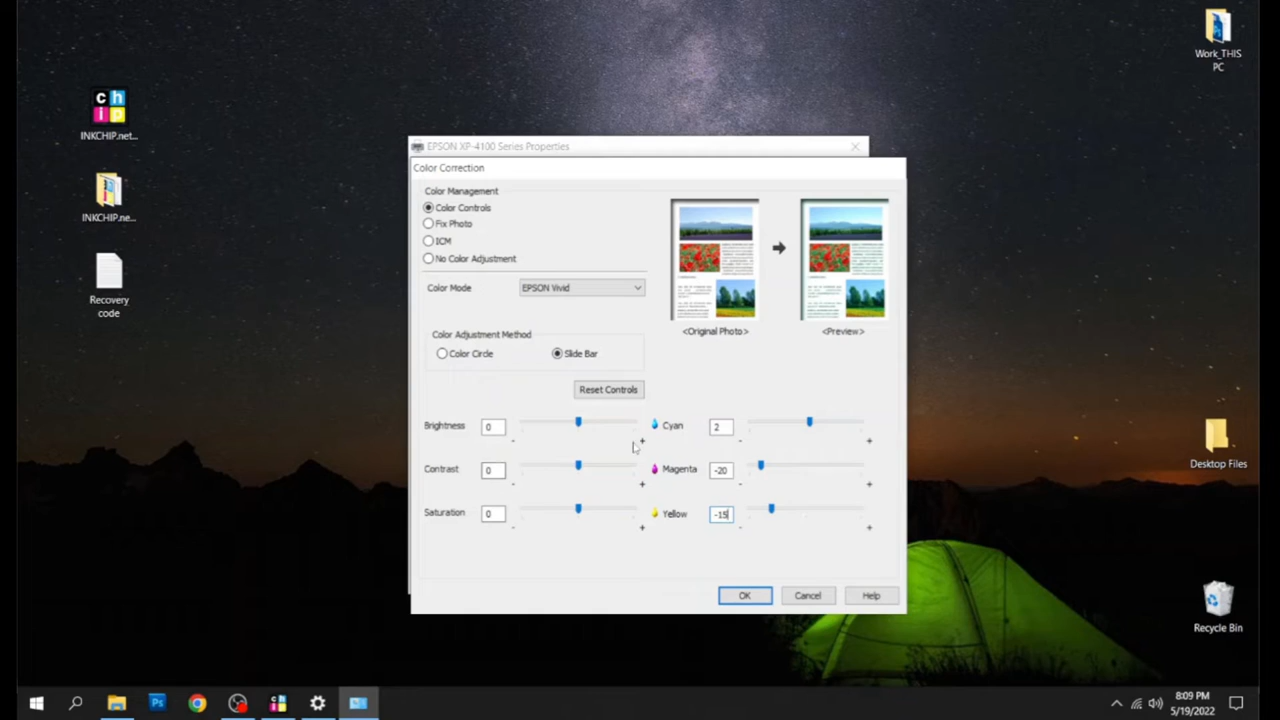 Work_THIS
PC
INKCHIP.net...
INKCHIP.ne...
Recovery
code
EPSON XP-4100 Series Properties
Color Correction
Color Management
Color Controls
Fix Photo
ICM
No Color Adjustment
Color Mode
EPSON Vivid
<Original Photo>
<Preview>
Color Adjustment Method
Color Circle
Slide Bar
Reset Controls
Brightness 0 - +
Cyan 2 - +
Contrast 0 - +
Magenta -20 - +
Saturation 0 - +
Yellow -15 - +
OK Cancel Help
Desktop Files
Recycle Bin
Ps
8:09 PM
5/19/2022